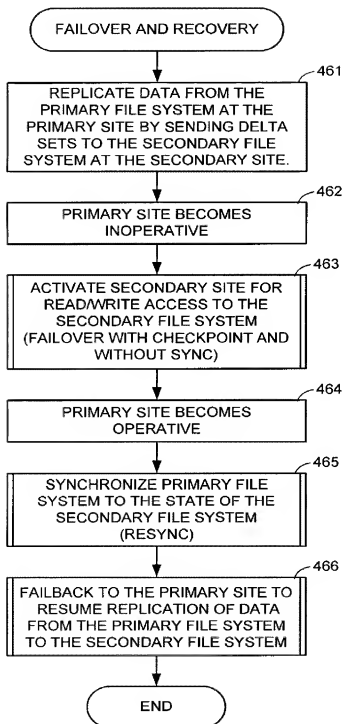 FAILOVER AND RECOVERY
461
REPLICATE DATA FROM THE
PRIMARY FILE SYSTEM AT THE
PRIMARY SITE BY SENDING DELTA
SETS TO THE SECONDARY FILE
SYSTEM AT THE SECONDARY SITE.
462
PRIMARY SITE BECOMES
INOPERATIVE
463
ACTIVATE SECONDARY SITE FOR
READ/WRITE ACCESS TO THE
SECONDARY FILE SYSTEM
(FAILOVER WITH CHECKPOINT AND
WITHOUT SYNC)
464
PRIMARY SITE BECOMES
OPERATIVE
465
SYNCHRONIZE PRIMARY FILE
SYSTEM TO THE STATE OF THE
SECONDARY FILE SYSTEM
(RESYNC)
466
FAILBACK TO THE PRIMARY SITE TO
RESUME REPLICATION OF DATA
FROM THE PRIMARY FILE SYSTEM
TO THE SECONDARY FILE SYSTEM
END